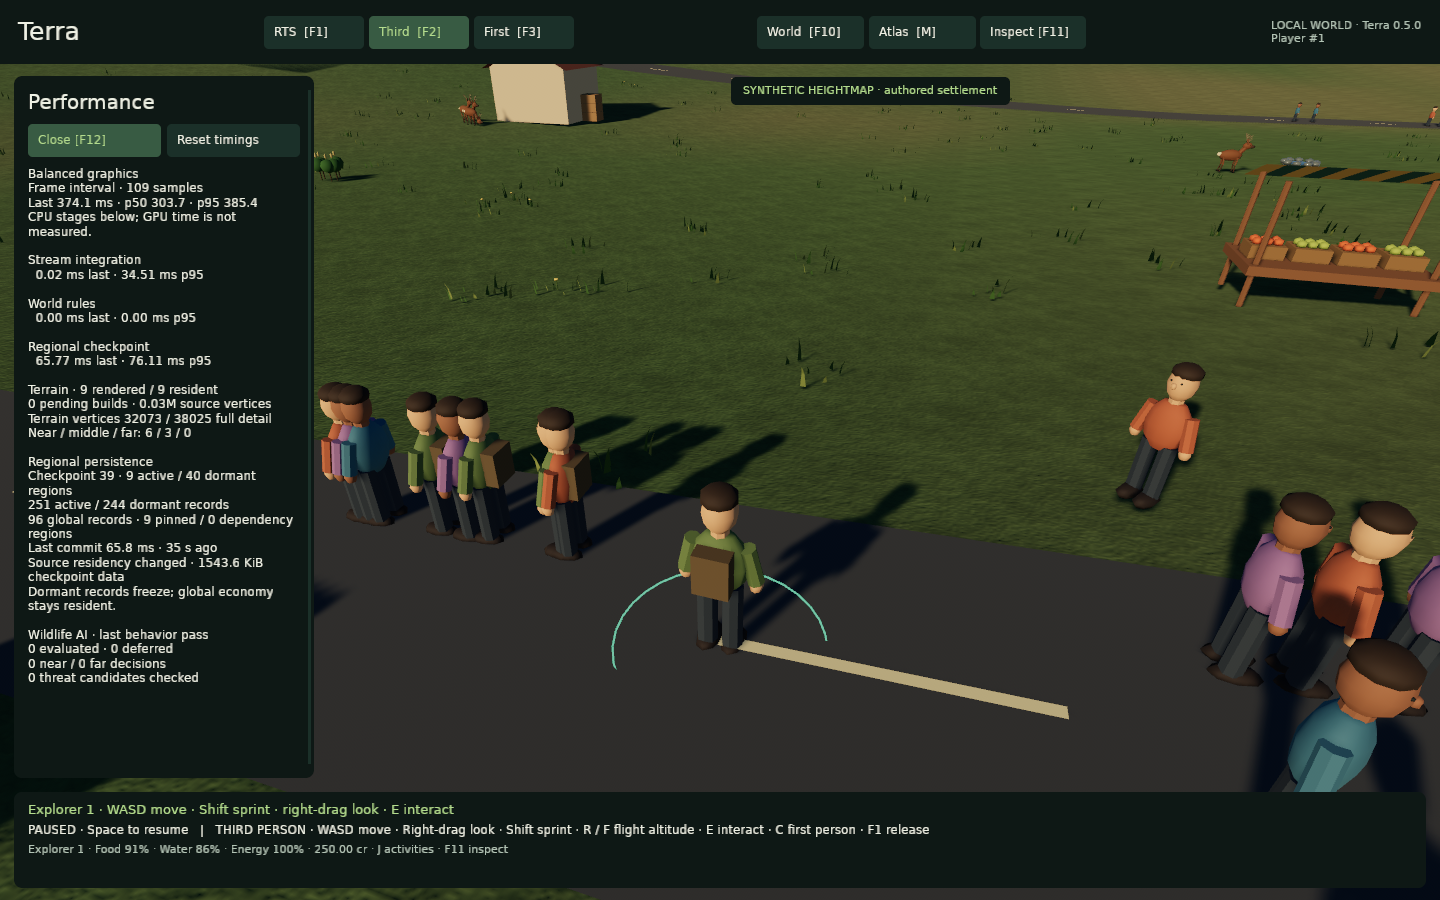 Terra
RTS [F1]
Third [F2]
First [F3]
World [F10]
Atlas [M]
Inspect [F11]
LOCAL WORLD · Terra 0.5.0
Player #1
SYNTHETIC HEIGHTMAP · authored settlement
Performance
Close [F12]
Reset timings
Balanced graphics
Frame interval · 109 samples
Last 374.1 ms · p50 303.7 · p95 385.4
CPU stages below; GPU time is not
measured.
Stream integration
0.02 ms last · 34.51 ms p95
World rules
0.00 ms last · 0.00 ms p95
Regional checkpoint
65.77 ms last · 76.11 ms p95
Terrain · 9 rendered / 9 resident
0 pending builds · 0.03M source vertices
Terrain vertices 32073 / 38025 full detail
Near / middle / far: 6 / 3 / 0
Regional persistence
Checkpoint 39 · 9 active / 40 dormant
regions
251 active / 244 dormant records
96 global records · 9 pinned / 0 dependency
regions
Last commit 65.8 ms · 35 s ago
Source residency changed · 1543.6 KiB
checkpoint data
Dormant records freeze; global economy
stays resident.
Wildlife AI · last behavior pass
0 evaluated · 0 deferred
0 near / 0 far decisions
0 threat candidates checked
Explorer 1 · WASD move · Shift sprint · right-drag look · E interact
PAUSED · Space to resume | THIRD PERSON · WASD move · Right-drag look · Shift sprint · R / F flight altitude · E interact · C first person · F1 release
Explorer 1 · Food 91% · Water 86% · Energy 100% · 250.00 cr · J activities · F11 inspect